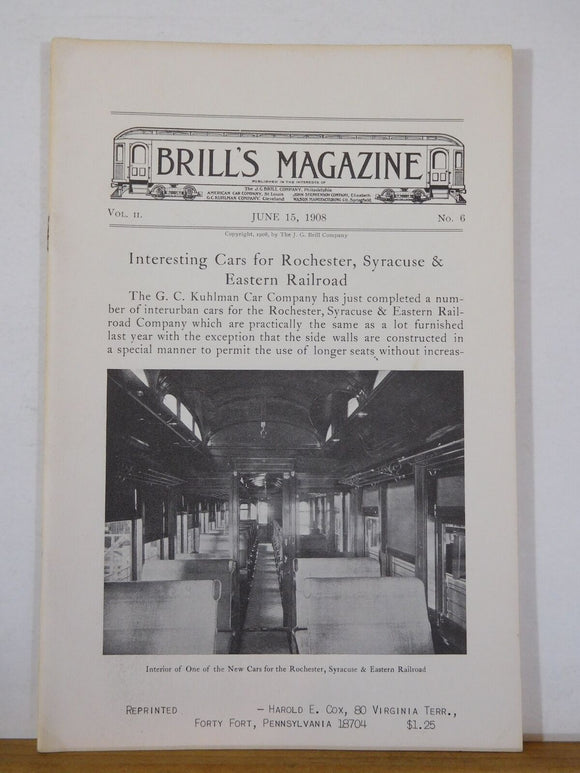 BRILL'S MAGAZINE
PUBLISHED IN THE INTERESTS OF
The J.G. BRILL COMPANY, Philadelphia
AMERICAN CAR COMPANY, St. Louis JOHN STEPHENSON COMPANY, Elizabeth
G.C. KUHLMAN COMPANY, Cleveland WASON MANUFACTURING CO. Springfield
VOL. II. JUNE 15, 1908 No. 6
Copyright, 1908, by The J. G. Brill Company
Interesting Cars for Rochester, Syracuse &
Eastern Railroad
The G. C. Kuhlman Car Company has just completed a num-
ber of interurban cars for the Rochester, Syracuse & Eastern Rail-
road Company which are practically the same as a lot furnished
last year with the exception that the side walls are constructed in
a special manner to permit the use of longer seats without increas-
Interior of One of the New Cars for the Rochester, Syracuse & Eastern Railroad
REPRINTED - HAROLD E. COX, 80 VIRGINIA TERR.,
FORTY FORT, PENNSYLVANIA 18704 $1.25